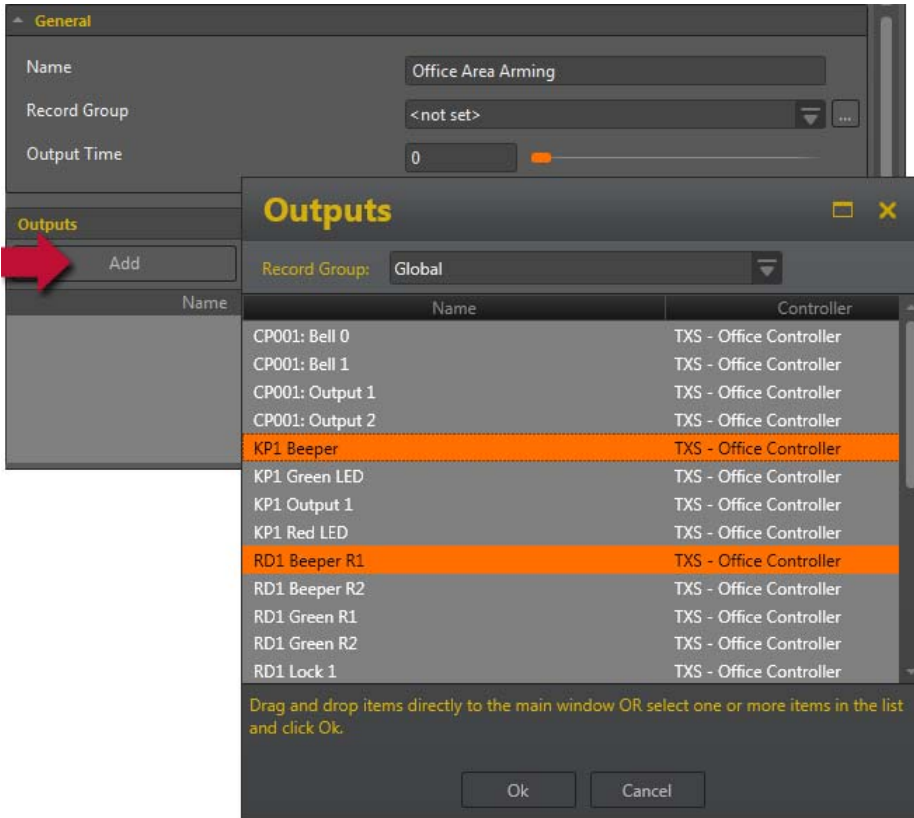 General
Name
Office Area Arming
Record Group
<not set>
...
Output Time
0
Outputs
Add
Name
Outputs
Record Group:
Global
Name Controller
CP001: Bell 0 TXS - Office Controller
CP001: Bell 1 TXS - Office Controller
CP001: Output 1 TXS - Office Controller
CP001: Output 2 TXS - Office Controller
KP1 Beeper TXS - Office Controller
KP1 Green LED TXS - Office Controller
KP1 Output 1 TXS - Office Controller
KP1 Red LED TXS - Office Controller
RD1 Beeper R1 TXS - Office Controller
RD1 Beeper R2 TXS - Office Controller
RD1 Green R1 TXS - Office Controller
RD1 Green R2 TXS - Office Controller
RD1 Lock 1 TXS - Office Controller
Drag and drop items directly to the main window OR select one or more items in the list
and click Ok.
Ok
Cancel